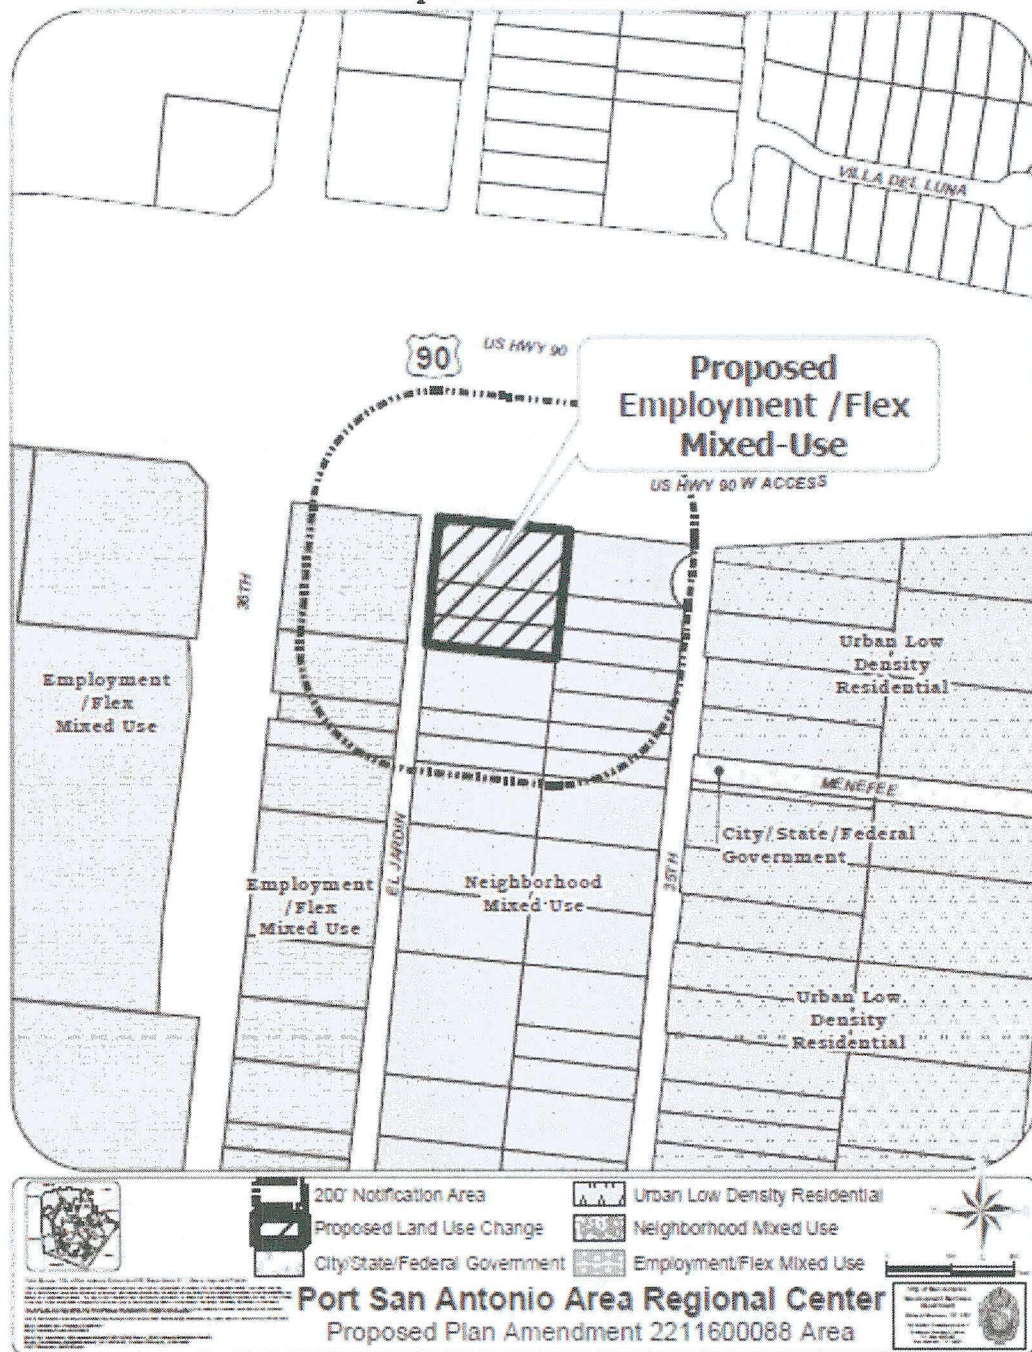 VILLA DEL LUNA
90
US HWY 90
Proposed
Employment /Flex
Mixed-Use
US HWY 90 W ACCESS
36TH
Urban Low
Density
Residential
Employment
/Flex
Mixed Use
MENEFEE
City/State/Federal
Government
EL JARDIN
35TH
Employment
/Flex
Mixed Use
Neighborhood
Mixed Use
Urban Low
Density
Residential
200' Notification Area
Urban Low Density Residential
Proposed Land Use Change
Neighborhood Mixed Use
City/State/Federal Government
Employment/Flex Mixed Use
Port San Antonio Area Regional Center
Proposed Plan Amendment 2211600088 Area